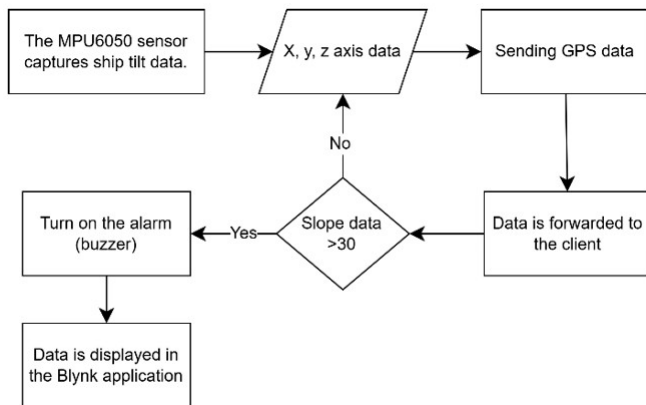 The MPU6050 sensor
captures ship tilt data.
X, y, z axis data
Sending GPS data
No
Turn on the alarm
(buzzer)
Yes
Slope data
>30
Data is forwarded to
the client
Data is displayed in
the Blynk application